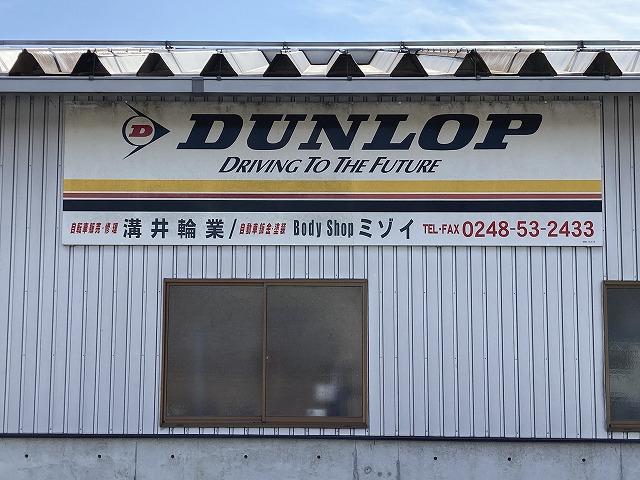 D DUNLOP
DRIVING TO THE FUTURE
自転車販売・修理 溝井輪業/自動車鈑金・塗装 Body Shop ミゾイ TEL・FAX 0248-53-2433